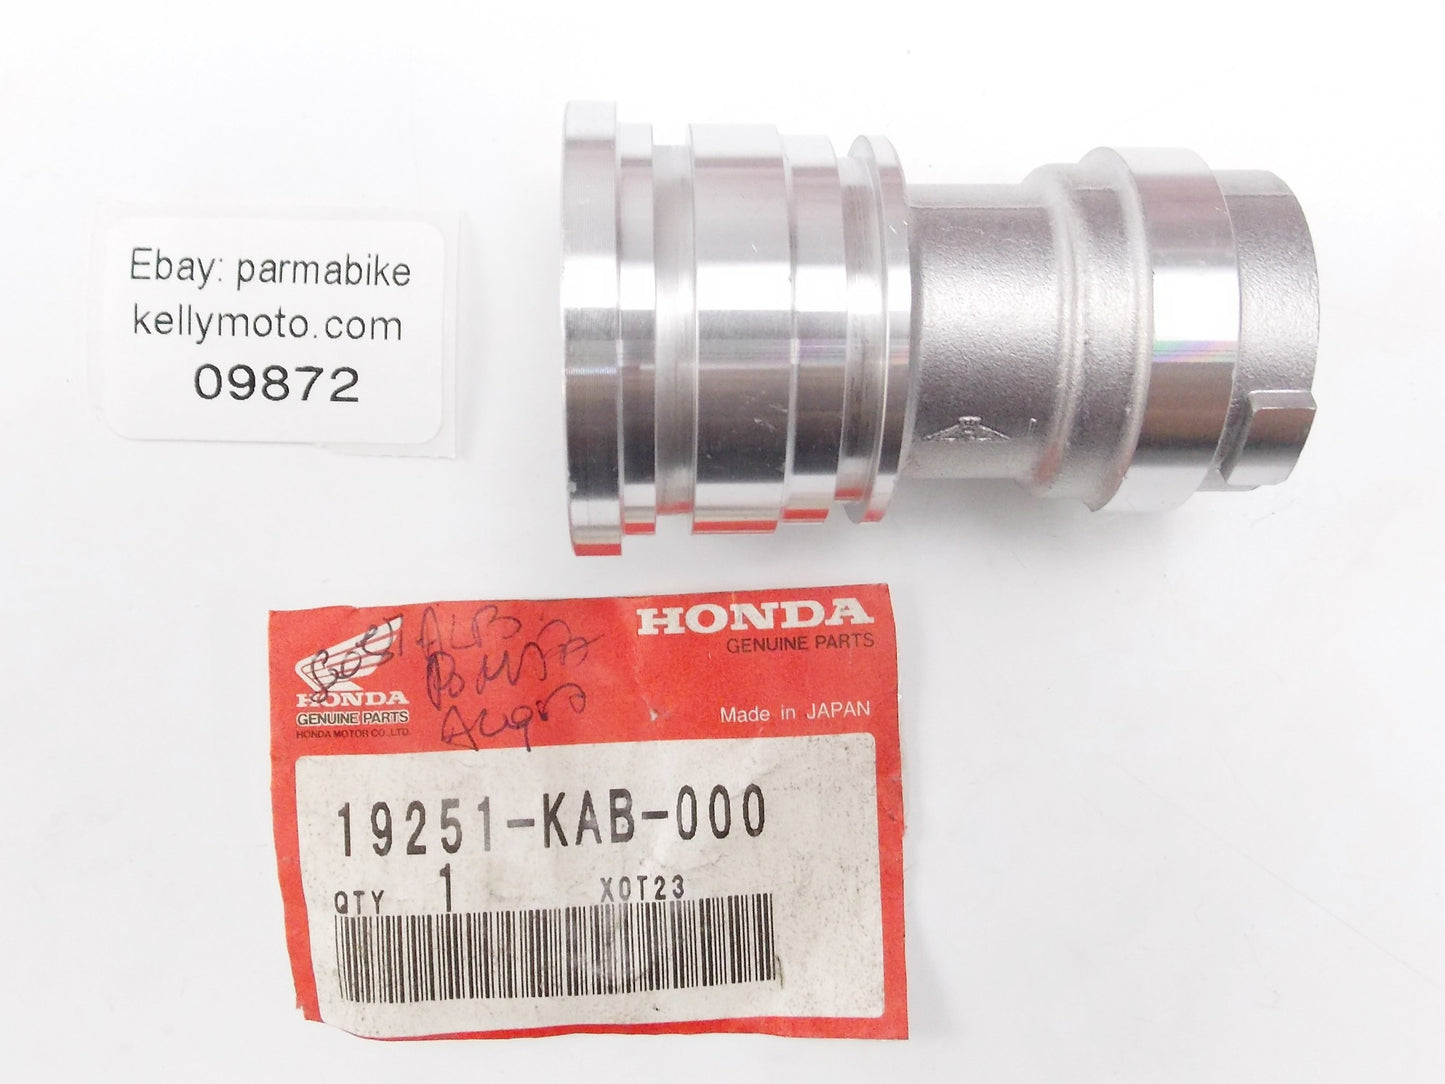 Ebay: parmabike
kellymoto.com
09872
HONDA
GENUINE PARTS
Made in JAPAN
HONDA
GENUINE PARTS
HONDA MOTOR CO.,LTD.
19251-KAB-000
QTY 1 X0T23